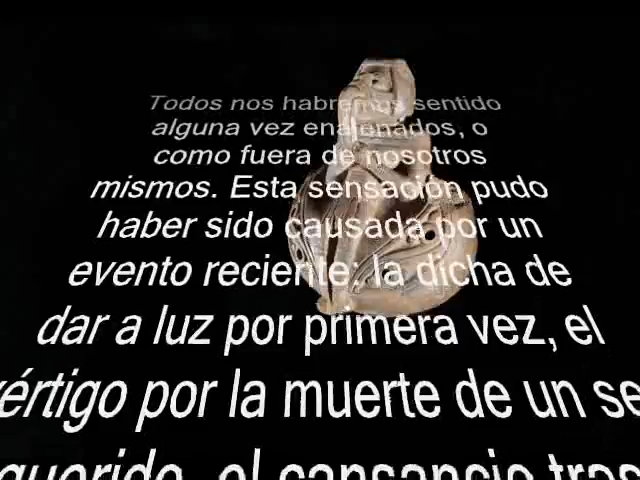 Todos nos habremos sentido
alguna vez enajenados, o
como fuera de nosotros
mismos. Esta sensación pudo
haber sido causada por un
evento reciente: la dicha de
dar a luz por primera vez, el
vértigo por la muerte de un se
querido, el cansancio tras